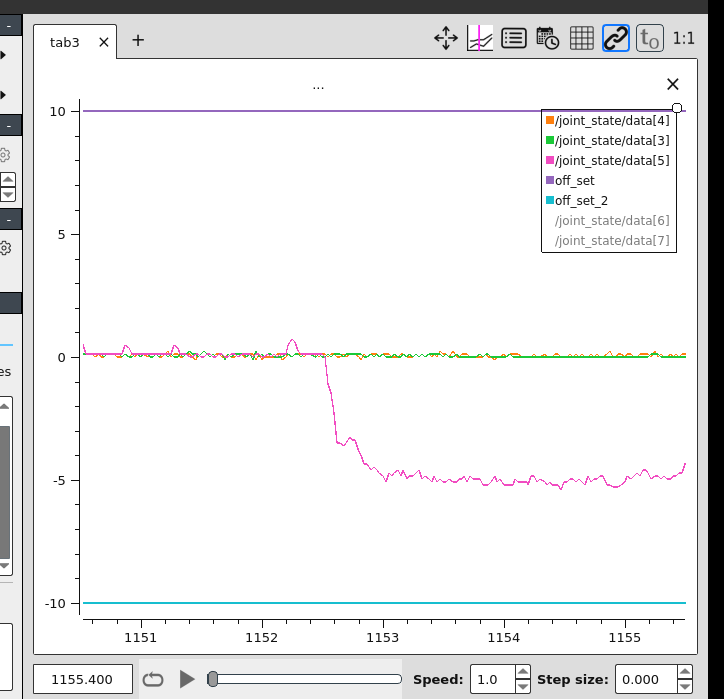 -
tab3
+
t0
1:1
-
...
-
es
10
5
0
-5
-10
/joint_state/data[4]
/joint_state/data[3]
/joint_state/data[5]
off_set
off_set_2
/joint_state/data[6]
/joint_state/data[7]
1151 1152 1153 1154 1155
1155.400 Speed: 1.0 Step size: 0.000